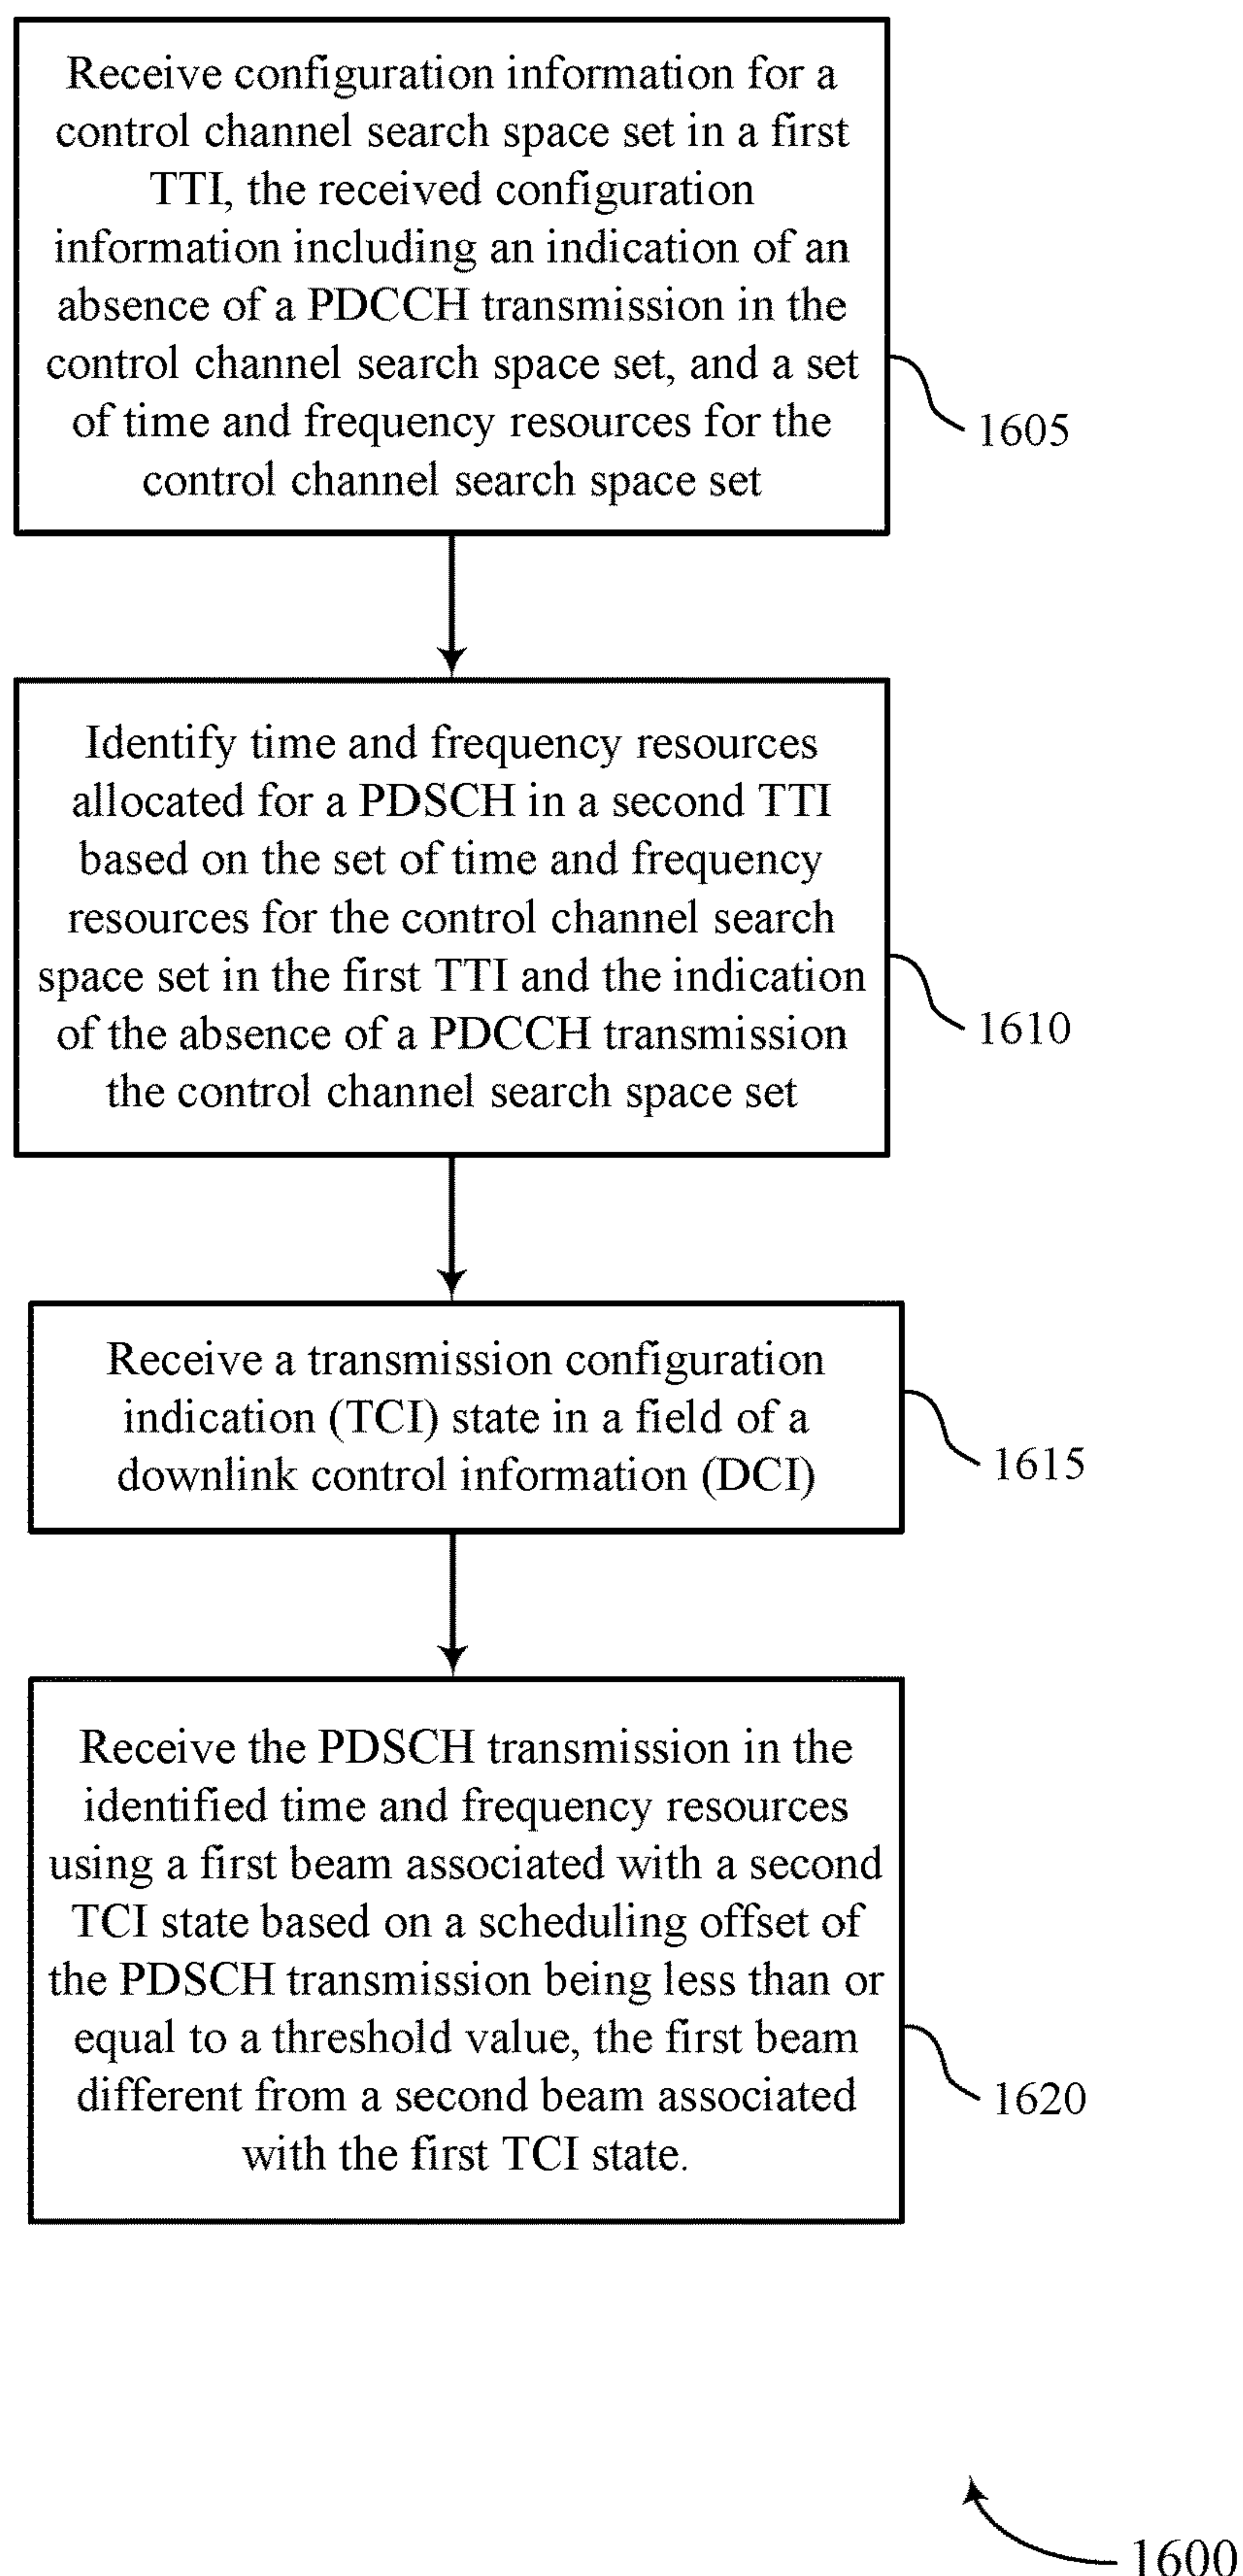 Receive configuration information for a
control channel search space set in a first
TTI, the received configuration
information including an indication of an
absence of a PDCCH transmission in the
control channel search space set, and a set
of time and frequency resources for the
control channel search space set
1605
Identify time and frequency resources
allocated for a PDSCH in a second TTI
based on the set of time and frequency
resources for the control channel search
space set in the first TTI and the indication
of the absence of a PDCCH transmission
the control channel search space set
1610
Receive a transmission configuration
indication (TCI) state in a field of a
downlink control information (DCI)
1615
Receive the PDSCH transmission in the
identified time and frequency resources
using a first beam associated with a second
TCI state based on a scheduling offset of
the PDSCH transmission being less than or
equal to a threshold value, the first beam
different from a second beam associated
with the first TCI state.
1620
1600